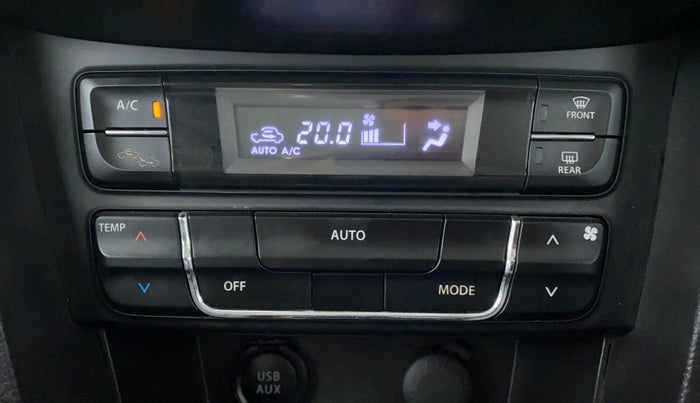 A/C
20.0
AUTO A/C
FRONT
REAR
TEMP
AUTO
OFF
MODE
USB
AUX